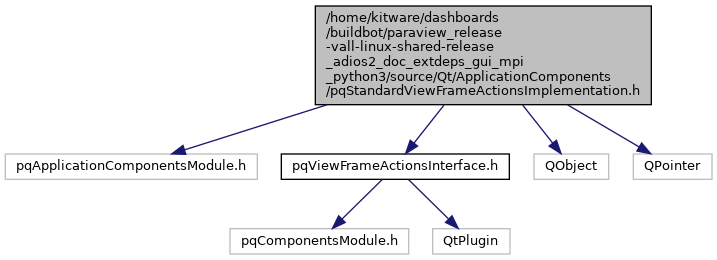 /home/kitware/dashboards
/buildbot/paraview_release
-vall-linux-shared-release
_adios2_doc_extdeps_gui_mpi
_python3/source/Qt/ApplicationComponents
/pqStandardViewFrameActionsImplementation.h
pqApplicationComponentsModule.h
pqViewFrameActionsInterface.h
QObject
QPointer
pqComponentsModule.h
QtPlugin